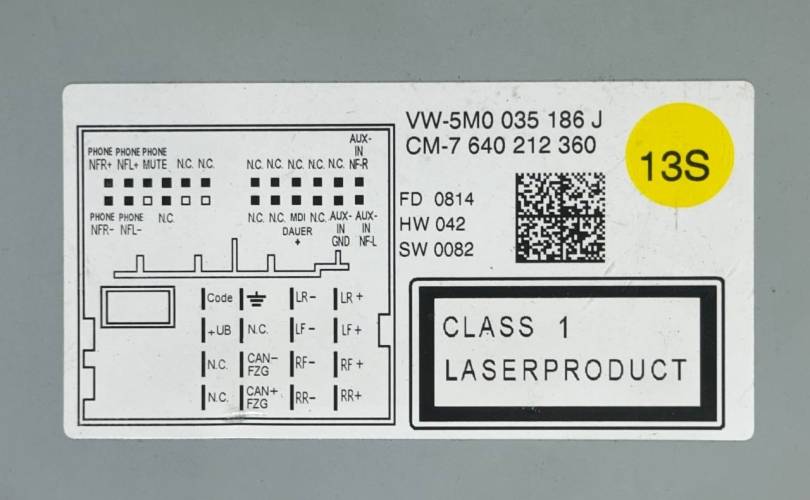 VW-5M0 035 186 J
CM-7 640 212 360
13S
FD 0814
HW 042
SW 0082
CLASS 1
LASERPRODUCT
PHONE PHONE PHONE
NFR+ NFL+ MUTE N.C. N.C.
AUX-
IN
N.C. N.C. N.C. N.C. N.C. NF-R
PHONE PHONE N.C.
NFR- NFL-
N.C. N.C. MDI N.C. AUX- AUX-
DAUER IN IN
+ GND NF-L
Code LR- LR+
+UB N.C. LF- LF+
N.C. CAN- RF- RF+
FZG
N.C. CAN+ RR- RR+
FZG